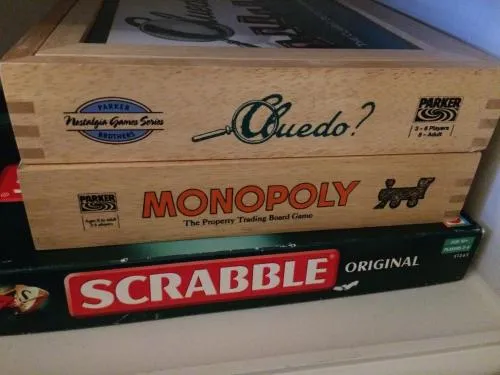 Cluedo
PARKER
Nostalgia Games Series
BROTHERS
Cluedo?
PARKER
3 - 6 Players
8 - Adult
PARKER
MONOPOLY
The Property Trading Board Game
SCRABBLE
ORIGINAL